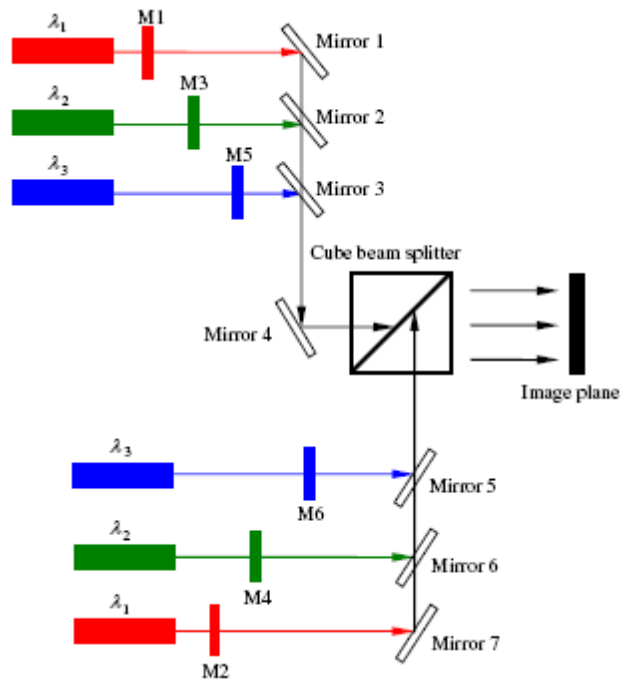 λ1
M1
Mirror 1
λ2
M3
Mirror 2
λ3
M5
Mirror 3
Cube beam splitter
Mirror 4
Image plane
λ3
M6
Mirror 5
λ2
M4
Mirror 6
λ1
M2
Mirror 7